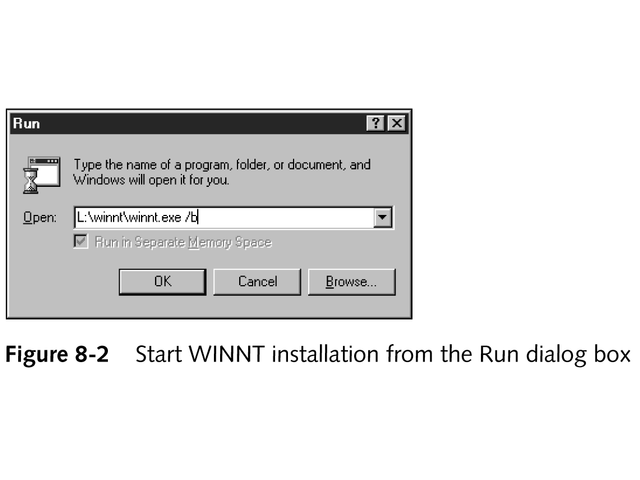 Run
Type the name of a program, folder, or document, and
Windows will open it for you.
Open: L:\winnt\winnt.exe /b
Run in Separate Memory Space
OK Cancel Browse...
Figure 8-2 Start WINNT installation from the Run dialog box